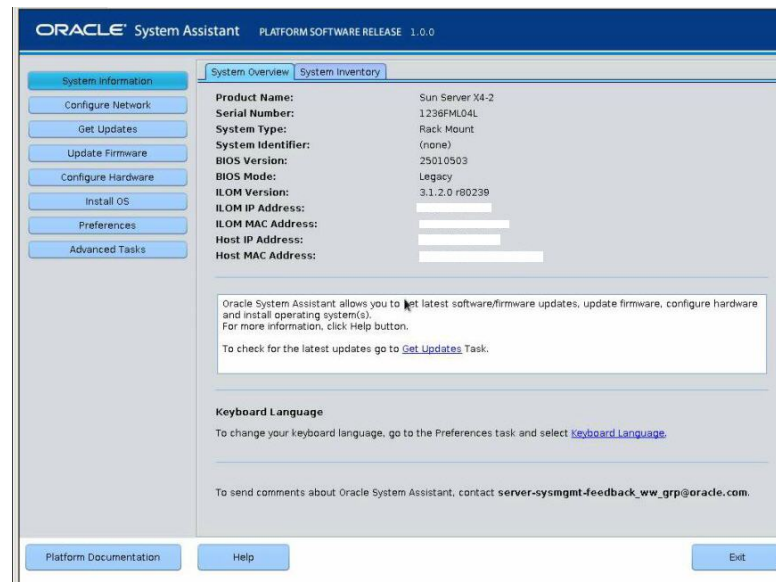 ORACLE System Assistant PLATFORM SOFTWARE RELEASE 1.0.0
System Information
Configure Network
Get Updates
Update Firmware
Configure Hardware
Install OS
Preferences
Advanced Tasks
System Overview System Inventory
Product Name: Sun Server X4-2
Serial Number: 1236FML04L
System Type: Rack Mount
System Identifier: (none)
BIOS Version: 25010503
BIOS Mode: Legacy
ILOM Version: 3.1.2.0 r80239
ILOM IP Address:
ILOM MAC Address:
Host IP Address:
Host MAC Address:
Oracle System Assistant allows you to get latest software/firmware updates, update firmware, configure hardware
and install operating system(s).
For more information, click Help button.
To check for the latest updates go to Get Updates Task.
Keyboard Language
To change your keyboard language, go to the Preferences task and select Keyboard Language.
To send comments about Oracle System Assistant, contact server-sysmgmt-feedback_ww_grp@oracle.com.
Platform Documentation Help Exit